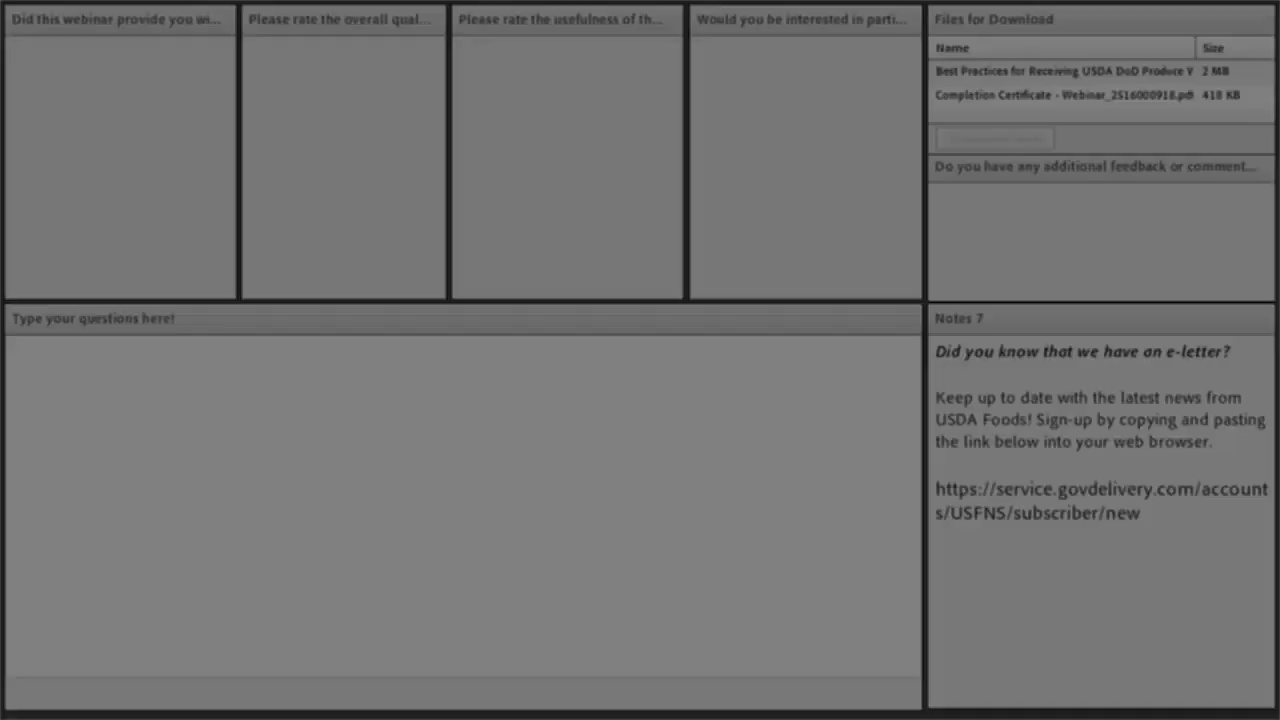 Did this webinar provide you wi...
Please rate the overall qual...
Please rate the usefulness of th...
Would you be interested in parti...
Files for Download
Name Size
Best Practices for Receiving USDA DoD Produce V 2 MB
Completion Certificate - Webinar_2516000918.pdf 418 KB
Do you have any additional feedback or comment...
Type your questions here!
Notes 7
Did you know that we have an e-letter?
Keep up to date with the latest news from
USDA Foods! Sign-up by copying and pasting
the link below into your web browser.
https://service.govdelivery.com/account
s/USFNS/subscriber/new